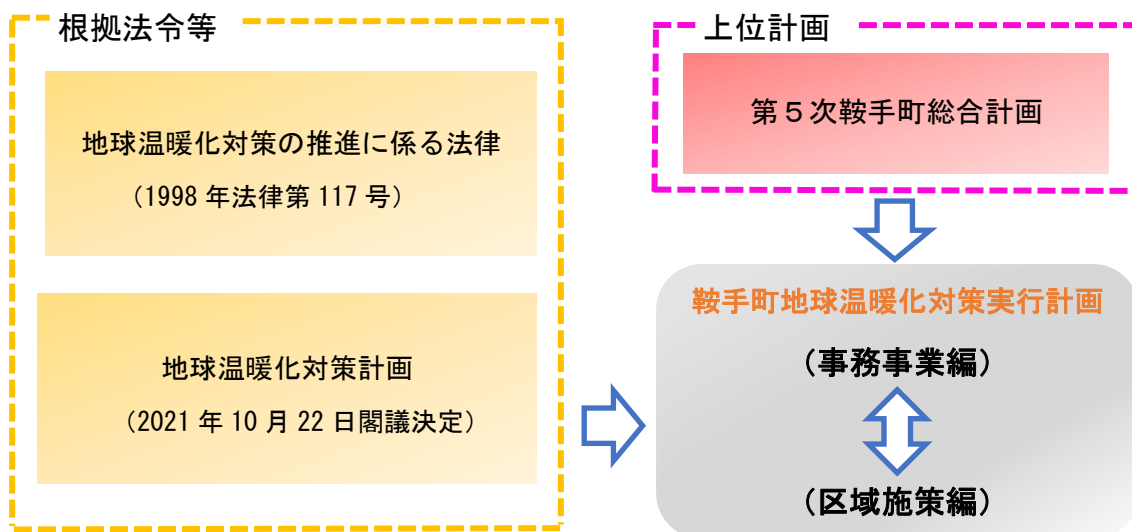 根拠法令等
地球温暖化対策の推進に係る法律
（1998 年法律第 117 号）
地球温暖化対策計画
（2021 年 10 月 22 日閣議決定）
上位計画
第５次鞍手町総合計画
鞍手町地球温暖化対策実行計画
（事務事業編）
（区域施策編）